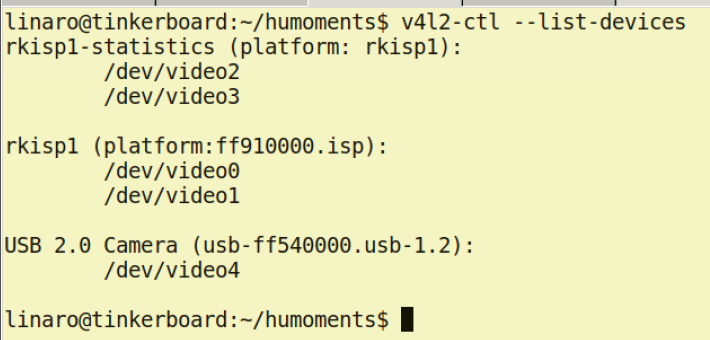 linaro@tinkerboard:~/humoments$ v4l2-ctl --list-devices
rkisp1-statistics (platform: rkisp1):
        /dev/video2
        /dev/video3

rkisp1 (platform:ff910000.isp):
        /dev/video0
        /dev/video1

USB 2.0 Camera (usb-ff540000.usb-1.2):
        /dev/video4

linaro@tinkerboard:~/humoments$